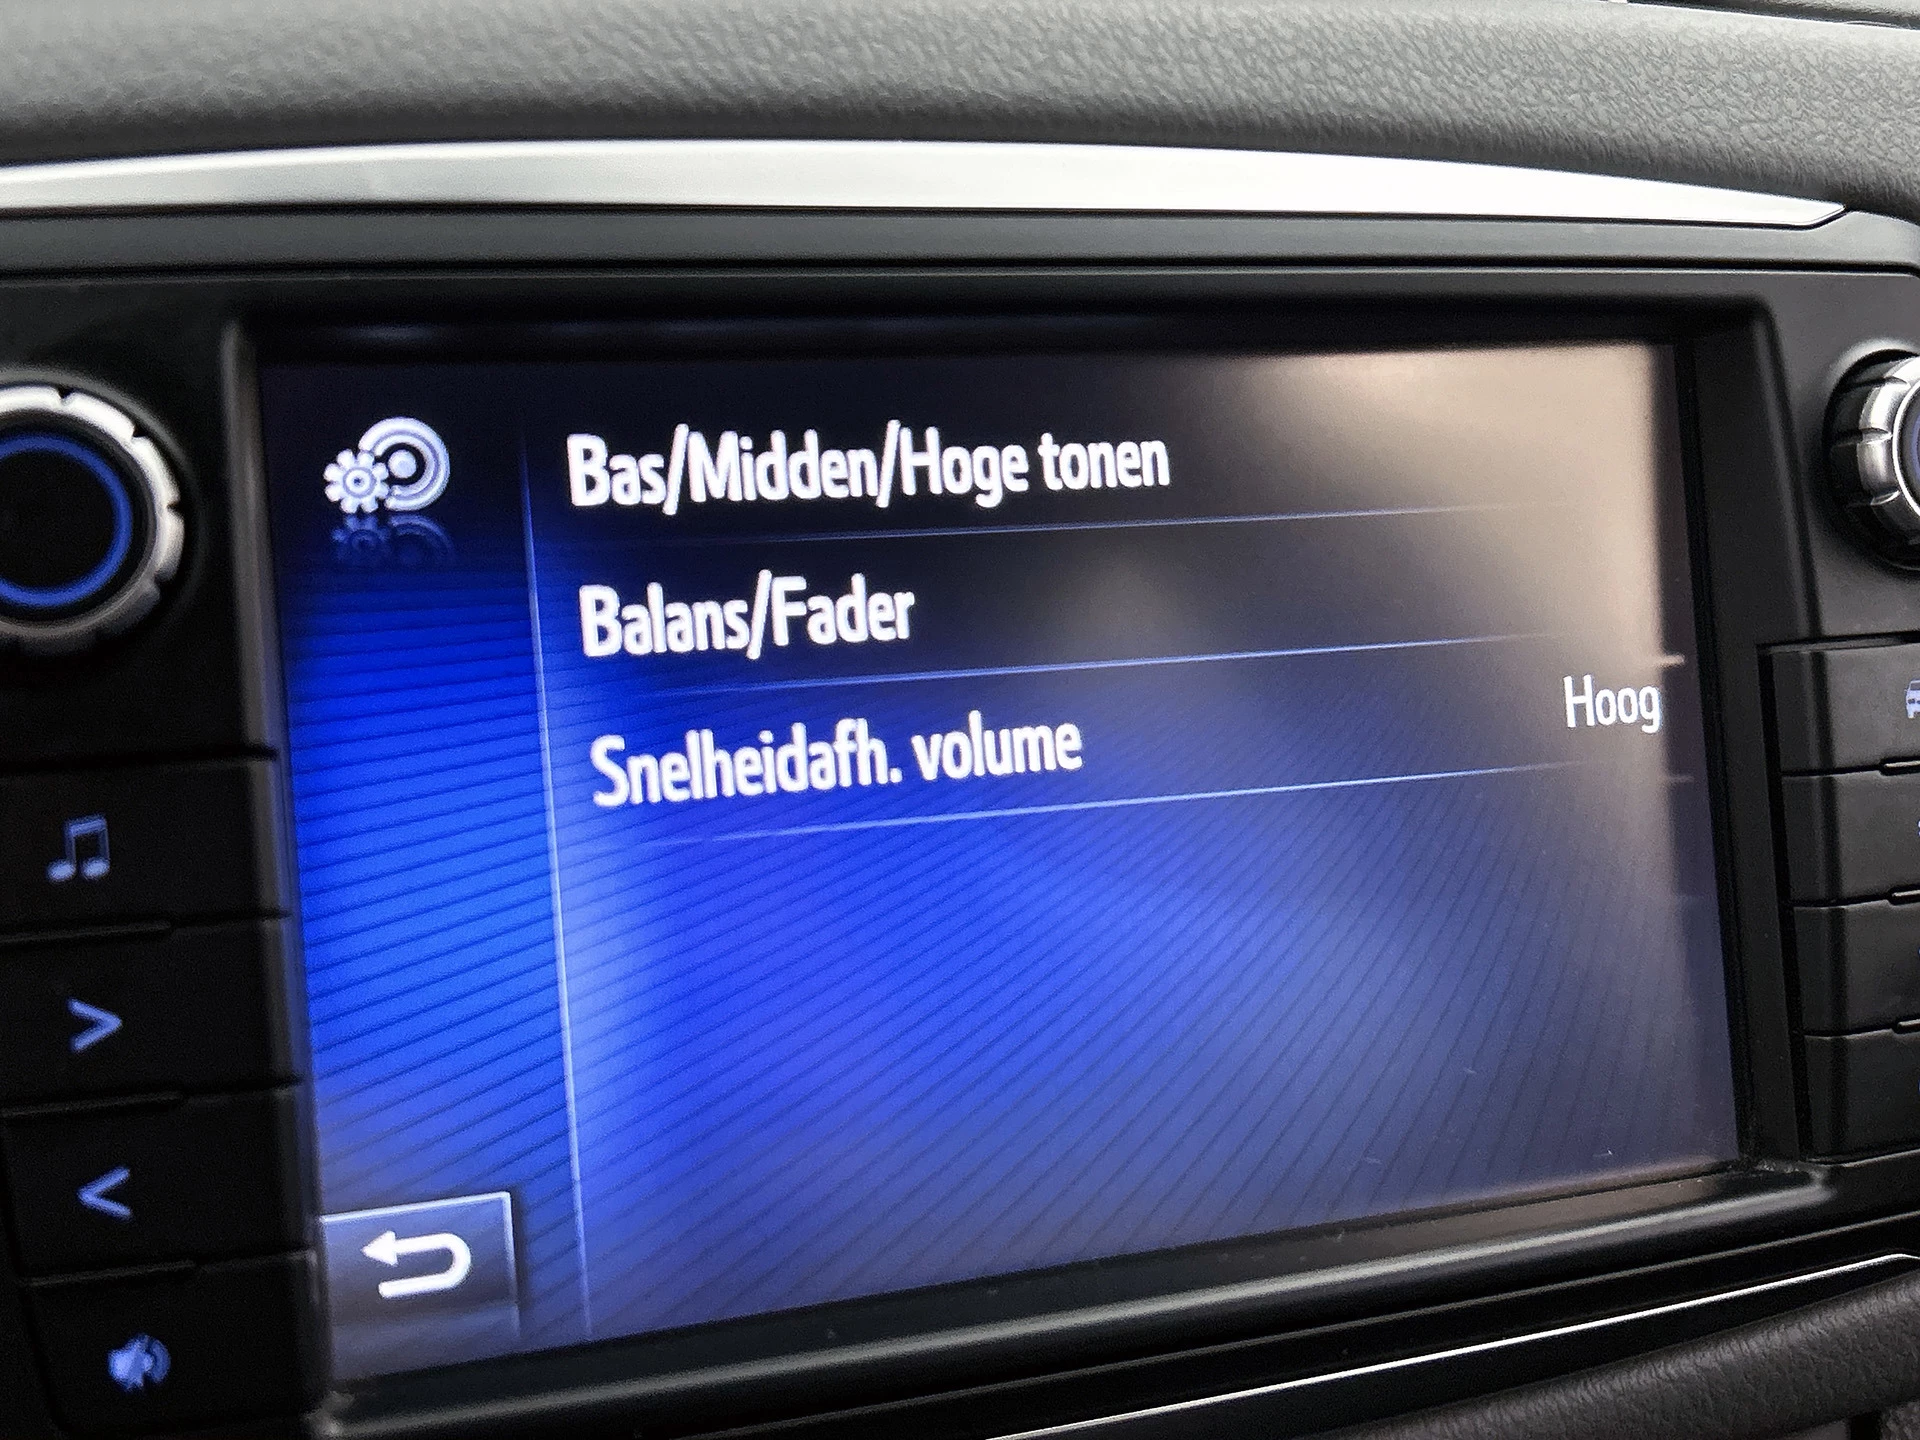 Bas/Midden/Hoge tonen
Balans/Fader
Snelheidafh. volume
Hoog